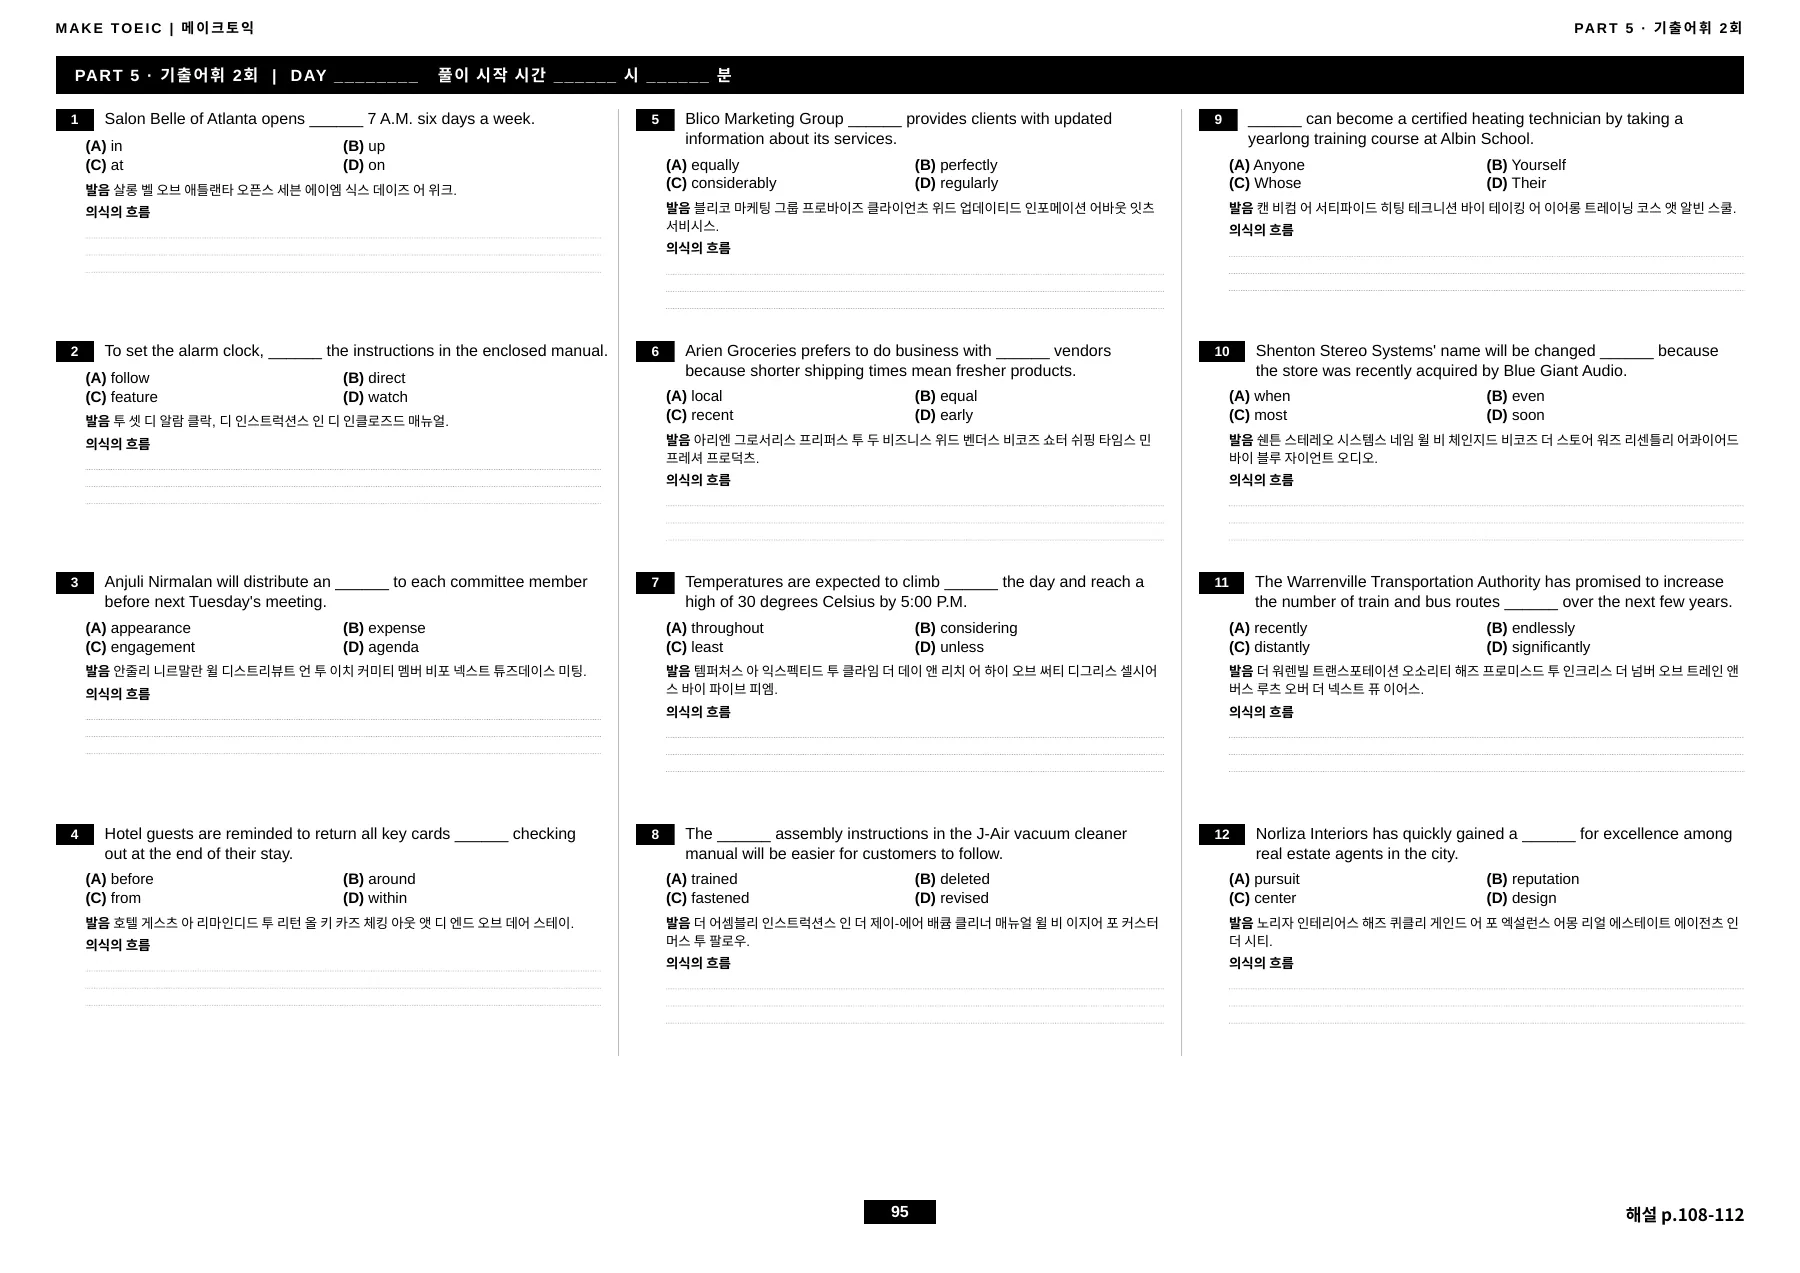 MAKE TOEIC | 메이크토익
PART 5 · 기출어휘 2회
PART 5 · 기출어휘 2회 | DAY ________ 풀이 시작 시간 ______ 시 ______ 분
1 Salon Belle of Atlanta opens ______ 7 A.M. six days a week.
(A) in (B) up
(C) at (D) on
발음 살롱 벨 오브 애틀랜타 오픈스 세븐 에이엠 식스 데이즈 어 위크.
의식의 흐름
2 To set the alarm clock, ______ the instructions in the enclosed manual.
(A) follow (B) direct
(C) feature (D) watch
발음 투 셋 디 알람 클락, 디 인스트럭션스 인 디 인클로즈드 매뉴얼.
의식의 흐름
3 Anjuli Nirmalan will distribute an ______ to each committee member
before next Tuesday's meeting.
(A) appearance (B) expense
(C) engagement (D) agenda
발음 안줄리 니르말란 윌 디스트리뷰트 언 투 이치 커미티 멤버 비포 넥스트 튜즈데이스 미팅.
의식의 흐름
4 Hotel guests are reminded to return all key cards ______ checking
out at the end of their stay.
(A) before (B) around
(C) from (D) within
발음 호텔 게스츠 아 리마인디드 투 리턴 올 키 카즈 체킹 아웃 앳 디 엔드 오브 데어 스테이.
의식의 흐름
5 Blico Marketing Group ______ provides clients with updated
information about its services.
(A) equally (B) perfectly
(C) considerably (D) regularly
발음 블리코 마케팅 그룹 프로바이즈 클라이언츠 위드 업데이티드 인포메이션 어바웃 잇츠
서비시스.
의식의 흐름
6 Arien Groceries prefers to do business with ______ vendors
because shorter shipping times mean fresher products.
(A) local (B) equal
(C) recent (D) early
발음 아리엔 그로서리스 프리퍼스 투 두 비즈니스 위드 벤더스 비코즈 쇼터 쉬핑 타임스 민
프레셔 프로덕츠.
의식의 흐름
7 Temperatures are expected to climb ______ the day and reach a
high of 30 degrees Celsius by 5:00 P.M.
(A) throughout (B) considering
(C) least (D) unless
발음 템퍼처스 아 익스펙티드 투 클라임 더 데이 앤 리치 어 하이 오브 써티 디그리스 셀시어
스 바이 파이브 피엠.
의식의 흐름
8 The ______ assembly instructions in the J-Air vacuum cleaner
manual will be easier for customers to follow.
(A) trained (B) deleted
(C) fastened (D) revised
발음 더 어셈블리 인스트럭션스 인 더 제이-에어 배큠 클리너 매뉴얼 윌 비 이지어 포 커스터
머스 투 팔로우.
의식의 흐름
9 ______ can become a certified heating technician by taking a
yearlong training course at Albin School.
(A) Anyone (B) Yourself
(C) Whose (D) Their
발음 캔 비컴 어 서티파이드 히팅 테크니션 바이 테이킹 어 이어롱 트레이닝 코스 앳 알빈 스쿨.
의식의 흐름
10 Shenton Stereo Systems' name will be changed ______ because
the store was recently acquired by Blue Giant Audio.
(A) when (B) even
(C) most (D) soon
발음 쉔튼 스테레오 시스템스 네임 윌 비 체인지드 비코즈 더 스토어 워즈 리센틀리 어콰이어드
바이 블루 자이언트 오디오.
의식의 흐름
11 The Warrenville Transportation Authority has promised to increase
the number of train and bus routes ______ over the next few years.
(A) recently (B) endlessly
(C) distantly (D) significantly
발음 더 워렌빌 트랜스포테이션 오소리티 해즈 프로미스드 투 인크리스 더 넘버 오브 트레인 앤
버스 루츠 오버 더 넥스트 퓨 이어스.
의식의 흐름
12 Norliza Interiors has quickly gained a ______ for excellence among
real estate agents in the city.
(A) pursuit (B) reputation
(C) center (D) design
발음 노리자 인테리어스 해즈 퀴클리 게인드 어 포 엑설런스 어몽 리얼 에스테이트 에이전츠 인
더 시티.
의식의 흐름
95
해설 p.108-112